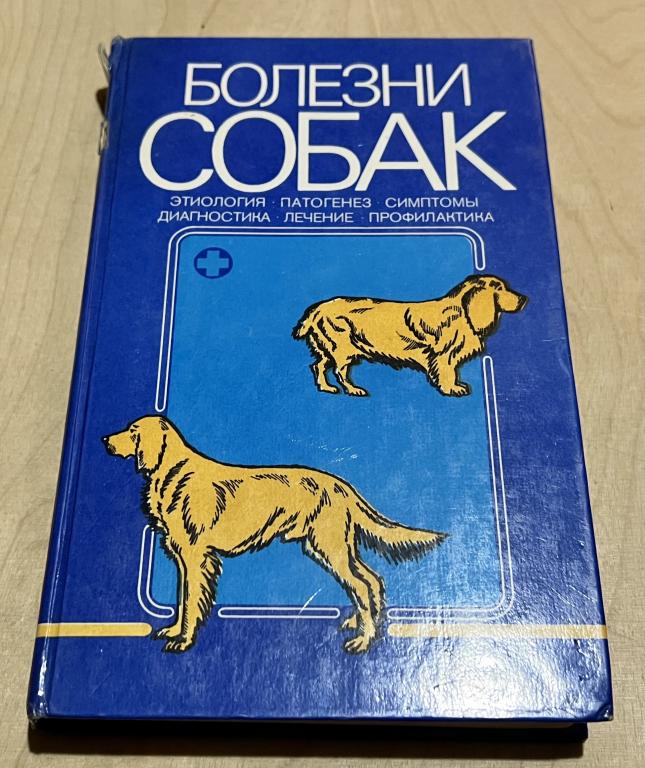 БОЛЕЗНИ
СОБАК
ЭТИОЛОГИЯ · ПАТОГЕНЕЗ · СИМПТОМЫ
ДИАГНОСТИКА · ЛЕЧЕНИЕ · ПРОФИЛАКТИКА